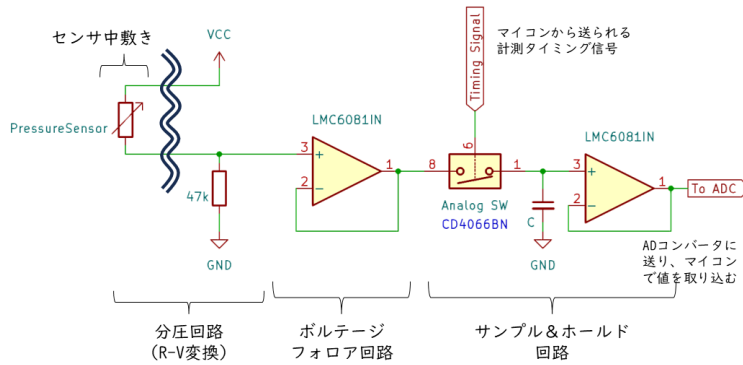 センサ中敷き
VCC
PressureSensor
47k
GND
LMC6081IN
3
+
2
−
1
Timing Signal
マイコンから送られる
計測タイミング信号
8
6
1
Analog SW
CD4066BN
C
GND
LMC6081IN
3
+
2
−
1
To ADC
ADコンバータに
送り、マイコン
で値を取り込む
分圧回路
(R-V変換)
ボルテージ
フォロア回路
サンプル＆ホールド
回路